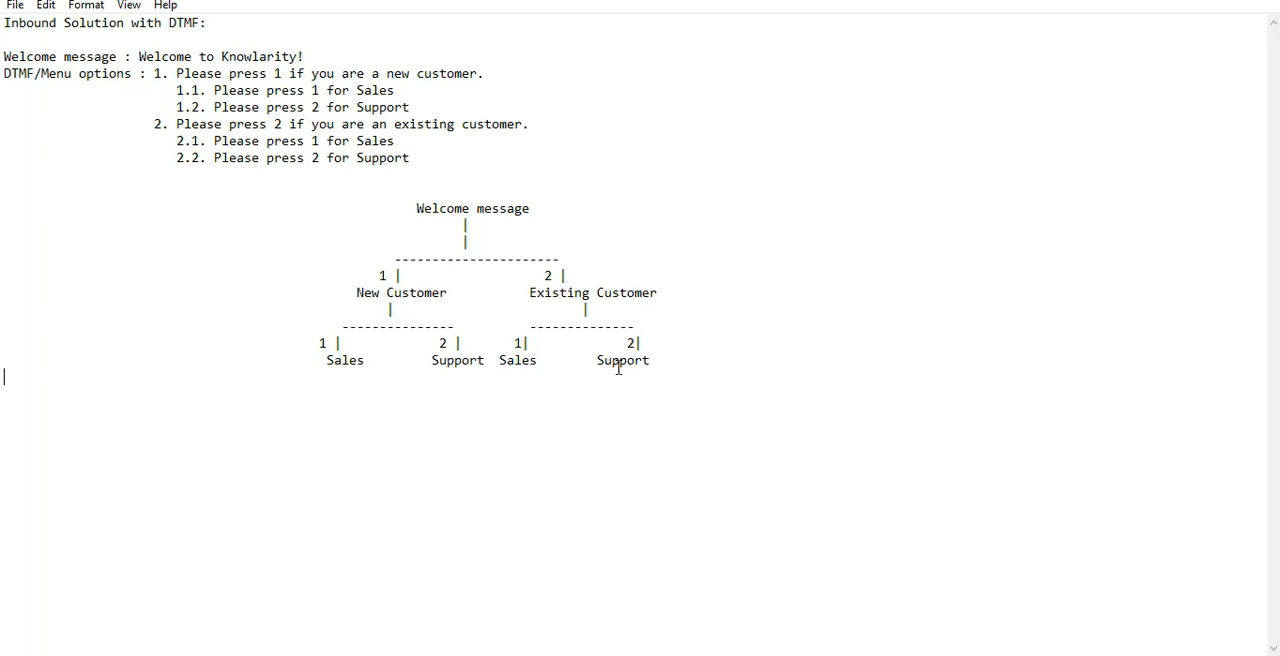 File Edit Format View Help
Inbound Solution with DTMF:
Welcome message : Welcome to Knowlarity!
DTMF/Menu options : 1. Please press 1 if you are a new customer.
1.1. Please press 1 for Sales
1.2. Please press 2 for Support
2. Please press 2 if you are an existing customer.
2.1. Please press 1 for Sales
2.2. Please press 2 for Support
Welcome message
|
|
----------------------
1 | 2 |
New Customer Existing Customer
| |
--------------- --------------
1 | 2 | 1| 2|
Sales Support Sales Support